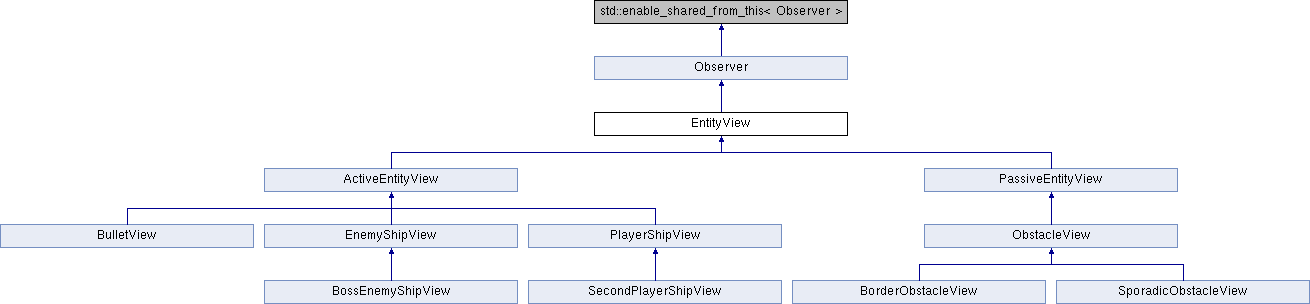 std::enable_shared_from_this< Observer >
Observer
EntityView
ActiveEntityView
PassiveEntityView
BulletView
EnemyShipView
PlayerShipView
ObstacleView
BossEnemyShipView
SecondPlayerShipView
BorderObstacleView
SporadicObstacleView